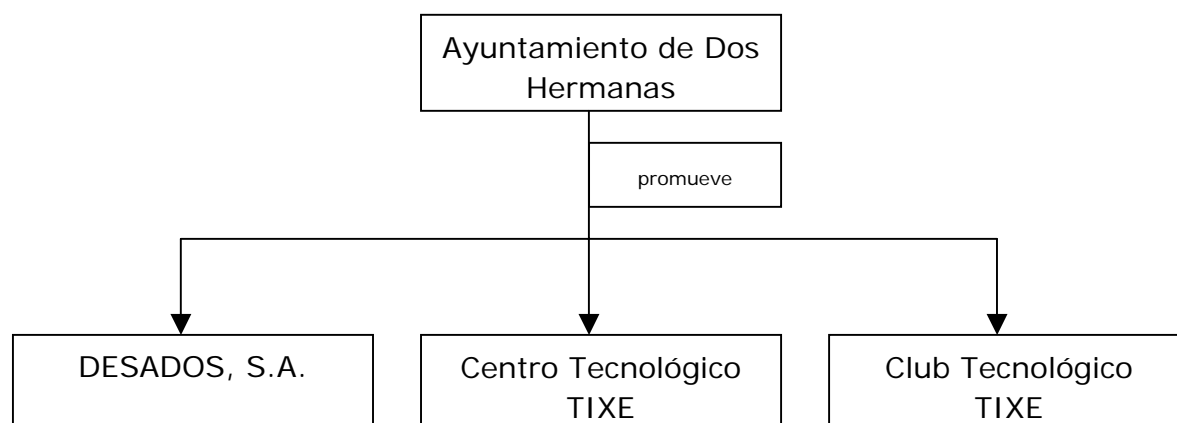 Ayuntamiento de Dos
Hermanas
promueve
DESADOS, S.A.
Centro Tecnológico
TIXE
Club Tecnológico
TIXE